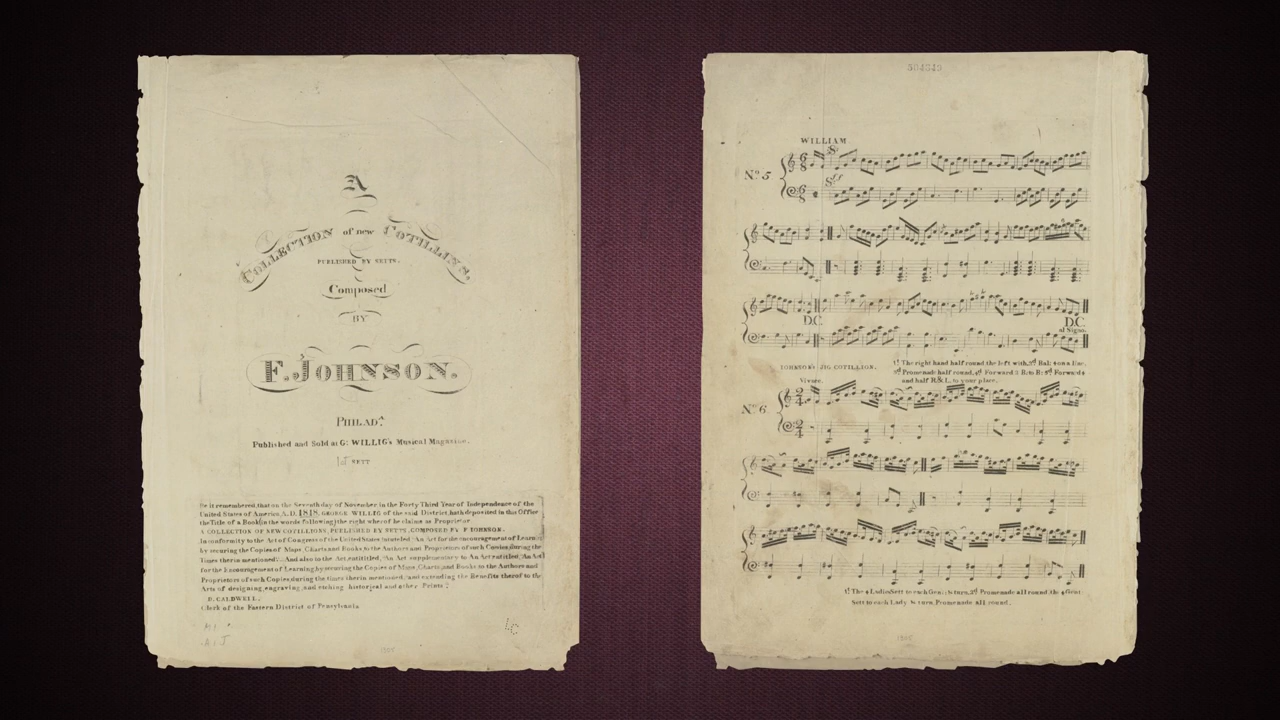 A
COLLECTION of new COTILLINS.
PUBLISHED BY SETTS.
Composed
BY
F. JOHNSON.
PHILADA.
Published and Sold at G: WILLIG's Musical Magazine.
1st SETT
Be it remembered, that on the Seventh day of November in the Forty Third Year of Independence of the
United States of America, A.D. 1818, GEORGE WILLIG of the said District, hath deposited in this Office
the Title of a Book, in the words following the right wherof he claims as Proprietor.
A COLLECTION OF NEW COTILLIONS, PUBLISHED BY SETTS, COMPOSED BY F JOHNSON.
In conformity to the Act of Congress of the United States intituled "An Act for the encouragement of Learning
by securing the Copies of Maps, Charts and Books to the Authors and Proprietors of such Copies during the
Times therin mentioned". And also to the Act, entitled, "An Act supplementary to An Act entitled, "An Act
for the Encouragement of Learning by securing the Copies of Maps, Charts, and Books to the Authors and
Proprietors of such Copies, during the times therin mentioned, and extending the Benefits therof to the
Arts of designing, engraving and etching historical and other Prints".
D. CALDWELL,
Clerk of the Eastern District of Pensylvania
LC
WILLIAM
No. 5
D.C.
D.C.
al Segno.
1st The right hand half round the left with, 2d Bal: sona Bac.
3d Promenade half round, 4th Forward 2 B. to B: 5th Forward 4
and half R & L, to your place.
JOHNSON'S JIG COTILLION.
Vivace.
No. 6
2 4
1st The 4 Ladies Sett to each Gent: & turn, 2d Promenade all round, the 4 Gent
Setts to each Lady & turn, Promenade all round.